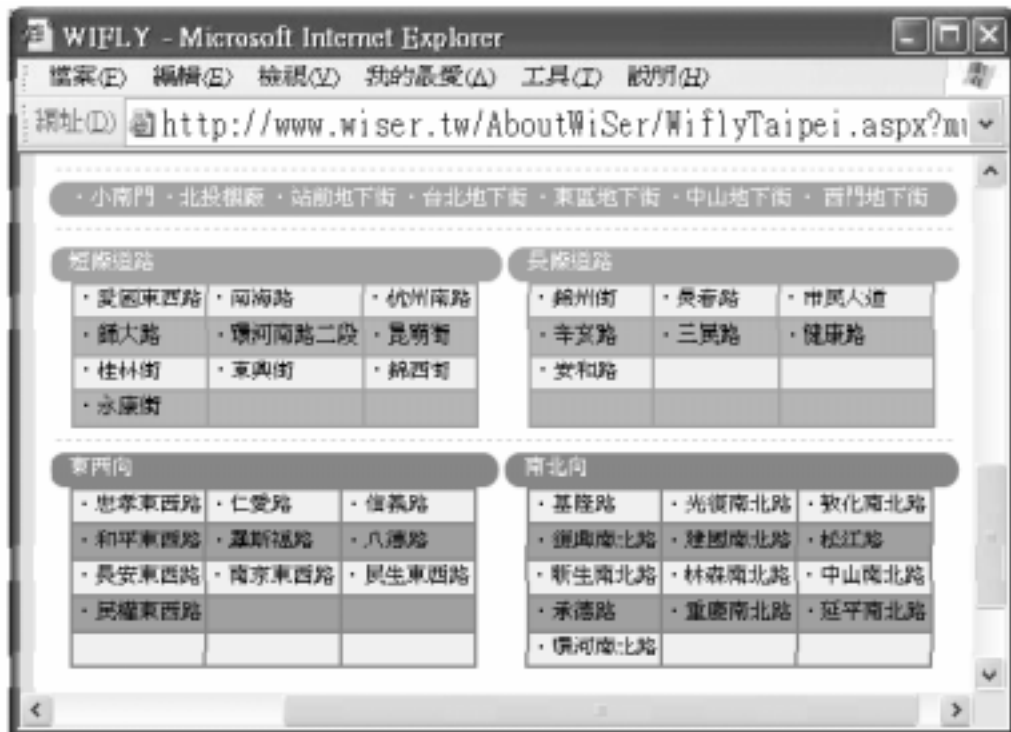 WIFLY - Microsoft Internet Explorer
檔案(F) 編輯(E) 檢視(V) 我的最愛(A) 工具(T) 說明(H)
網址(D) http://www.wiser.tw/AboutWiSer/WiflyTaipei.aspx?mu
・小南門 ・北投棚廠 ・站前地下街 ・台北地下街 ・東區地下街 ・中山地下街 ・西門地下街
短條道路
・愛國東西路 ・南海路 ・杭州南路
・師大路 ・環河南路二段 ・昆明街
・桂林街 ・東興街 ・錦西街
・永康街
長條道路
・錦州街 ・長春路 ・市民大道
・辛亥路 ・三民路 ・健康路
・安和路
東西向
・忠孝東西路 ・仁愛路 ・信義路
・和平東西路 ・羅斯福路 ・八德路
・長安東西路 ・南京東西路 ・民生東西路
・民權東西路
南北向
・基隆路 ・光復南北路 ・敦化南北路
・復興南北路 ・建國南北路 ・松江路
・新生南北路 ・林森南北路 ・中山南北路
・承德路 ・重慶南北路 ・延平南北路
・環河南北路